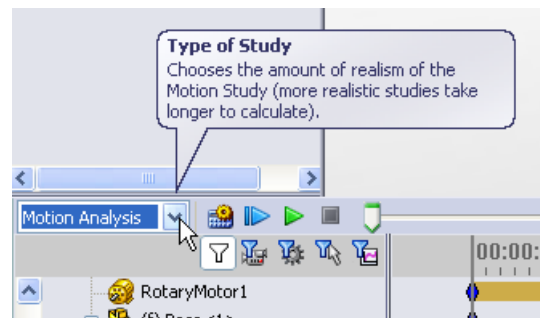 Type of Study
Chooses the amount of realism of the
Motion Study (more realistic studies take
longer to calculate).
Motion Analysis
00:00:
RotaryMotor1